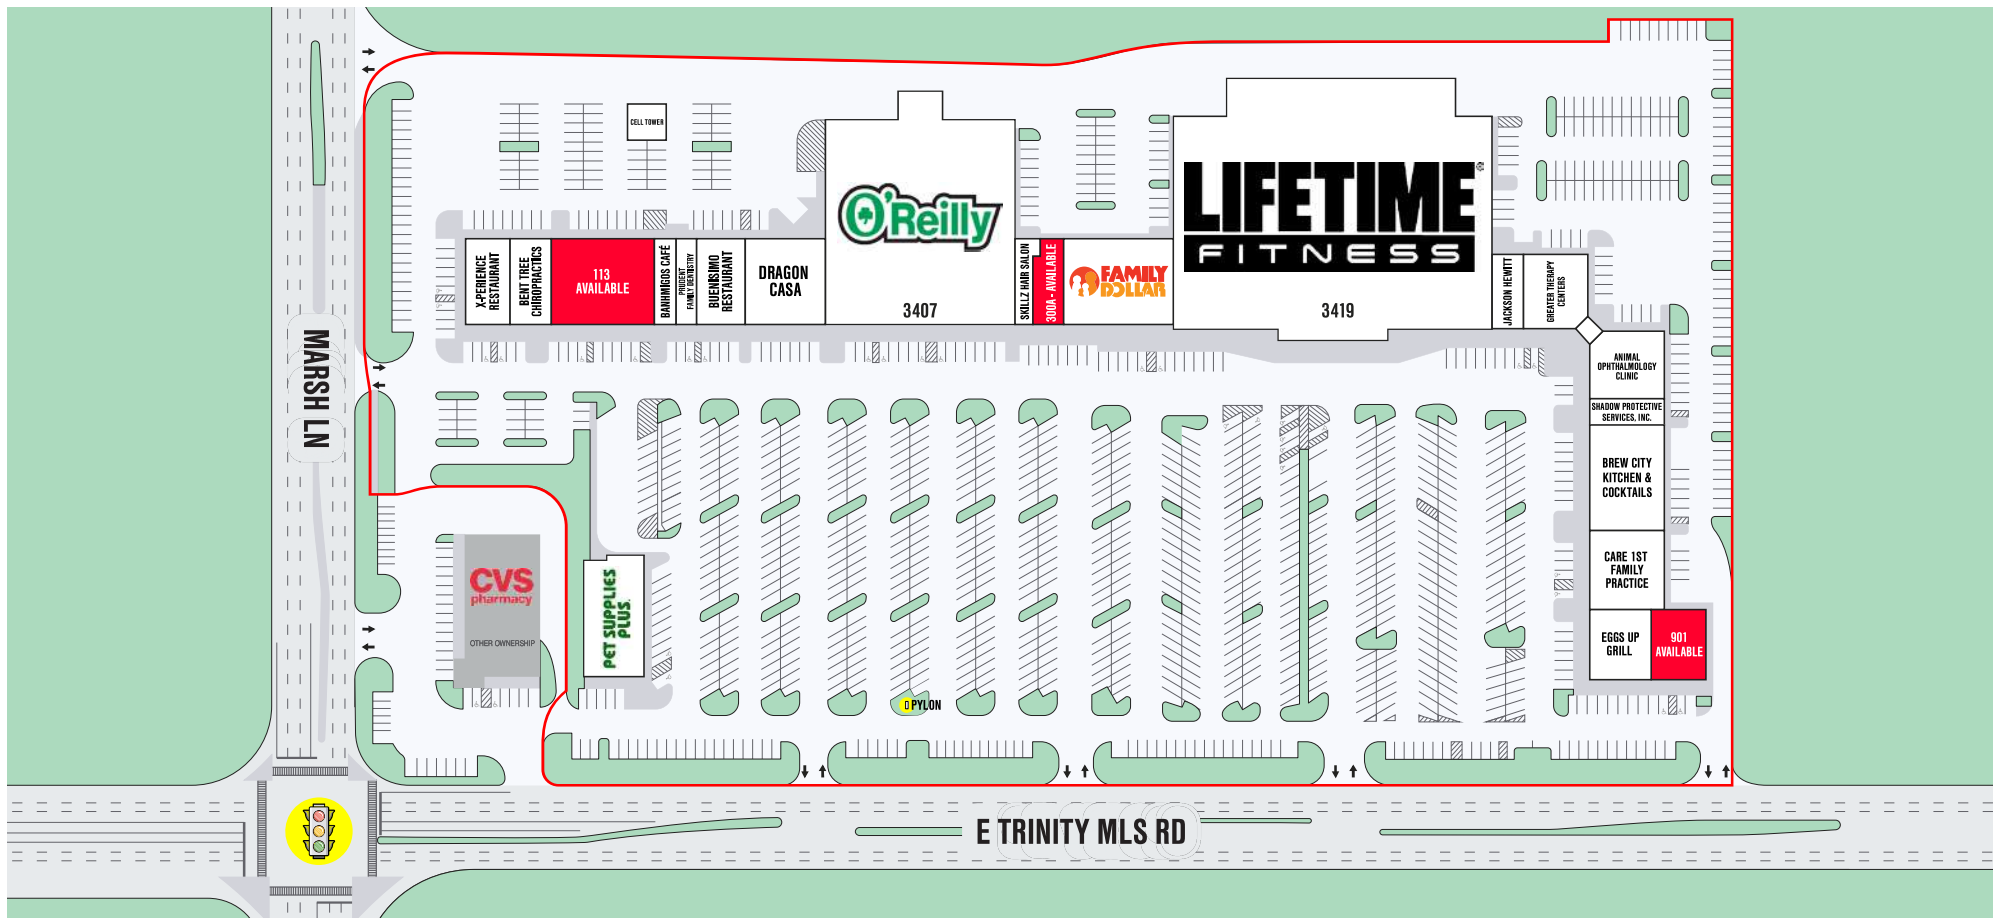 CELL TOWER
O'Reilly
3407
LIFETIME
FITNESS
3419
X-PERIENCE
RESTAURANT
BENT TREE
CHIROPRACTICS
113
AVAILABLE
BANHMIGOS CAFÉ
PRUDENT
FAMILY DENTISTRY
BUENISIMO
RESTAURANT
DRAGON
CASA
SKILLZ HAIR SALON
300A - AVAILABLE
FAMILY
DOLLAR
JACKSON HEWITT
GREATER THERAPY
CENTERS
ANIMAL
OPHTHALMOLOGY
CLINIC
SHADOW PROTECTIVE
SERVICES, INC.
BREW CITY
KITCHEN &
COCKTAILS
CARE 1ST
FAMILY
PRACTICE
EGGS UP
GRILL
901
AVAILABLE
MARSH LN
CVS
pharmacy
OTHER OWNERSHIP
PET SUPPLIES
PLUS.
PYLON
E TRINITY MLS RD